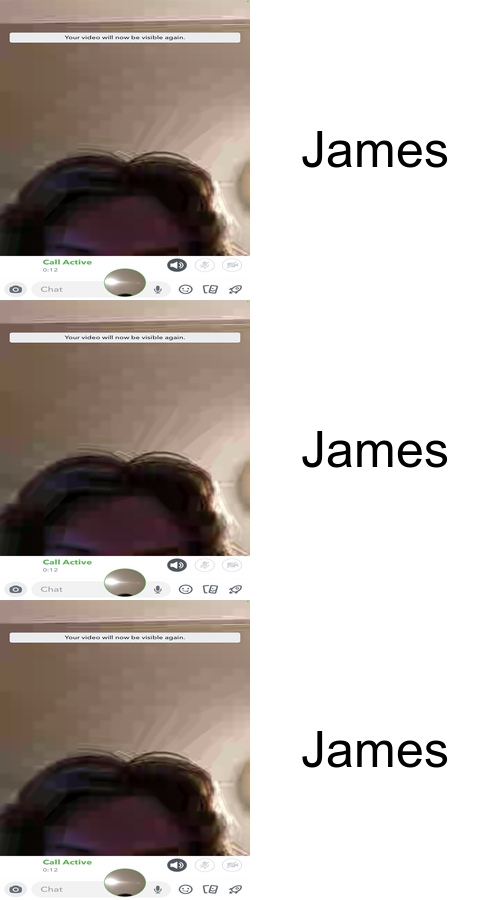 Your video will now be visible again.
James
Call Active
0:12
Chat
Your video will now be visible again.
James
Call Active
0:12
Chat
Your video will now be visible again.
James
Call Active
0:12
Chat